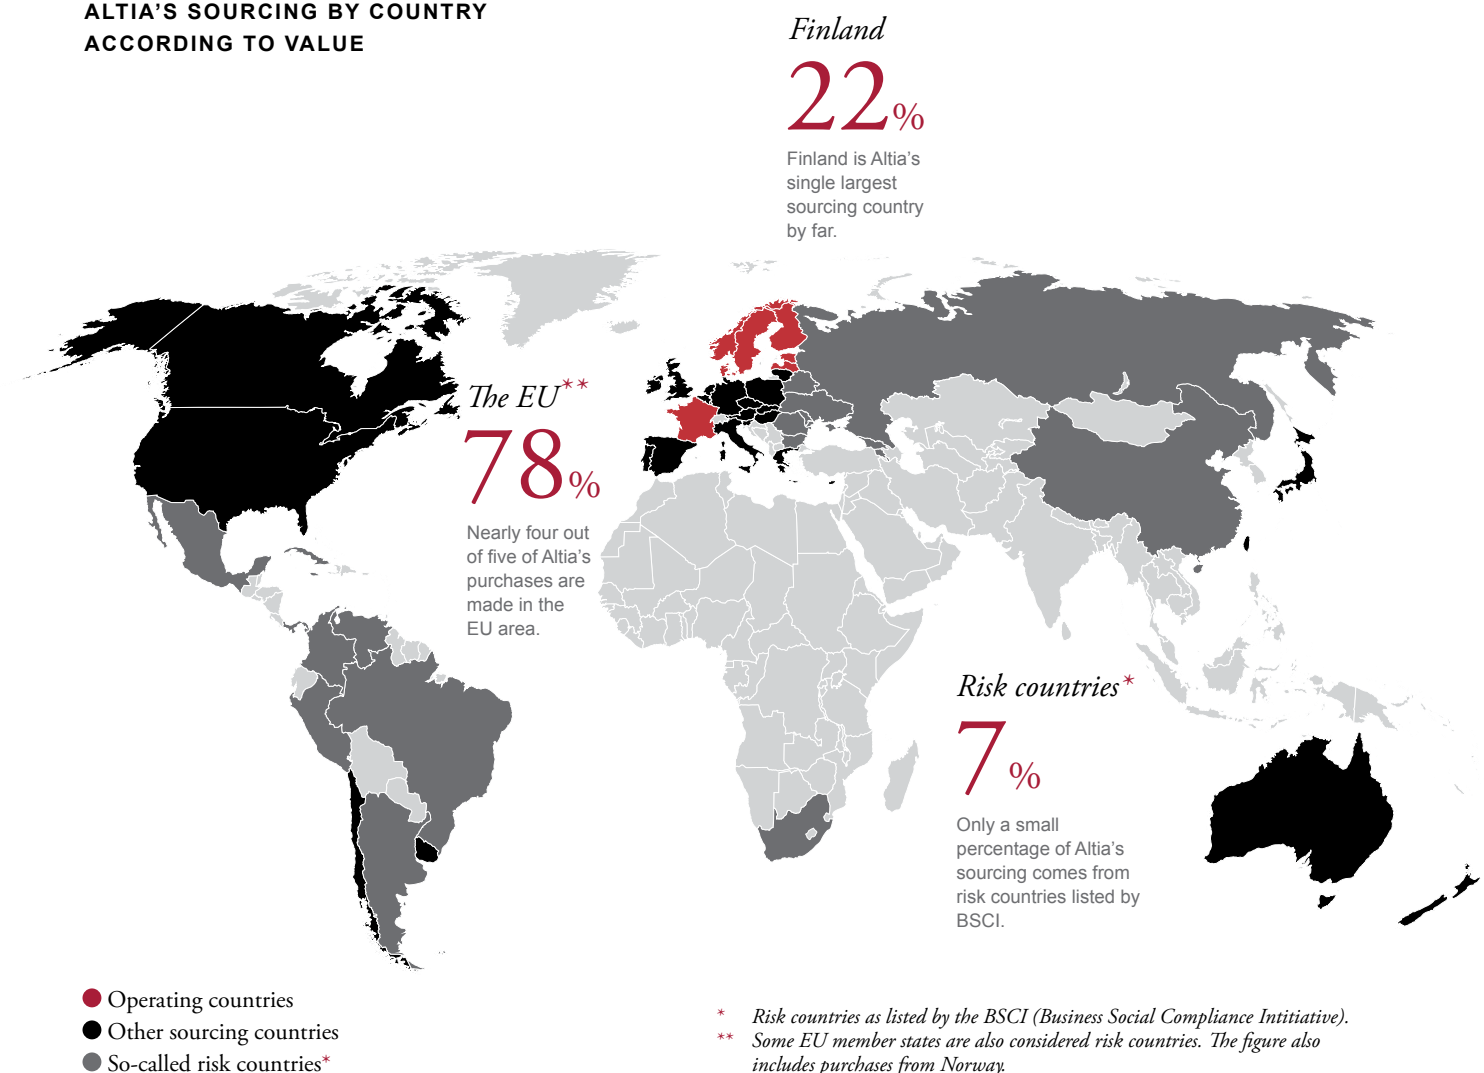 ALTIA'S SOURCING BY COUNTRY
ACCORDING TO VALUE
Finland
22%
Finland is Altia's
single largest
sourcing country
by far.
The EU**
78%
Nearly four out
of five of Altia's
purchases are
made in the
EU area.
Risk countries*
7%
Only a small
percentage of Altia's
sourcing comes from
risk countries listed by
BSCI.
Operating countries
Other sourcing countries
So-called risk countries*
* Risk countries as listed by the BSCI (Business Social Compliance Intitiative).
** Some EU member states are also considered risk countries. The figure also
includes purchases from Norway.